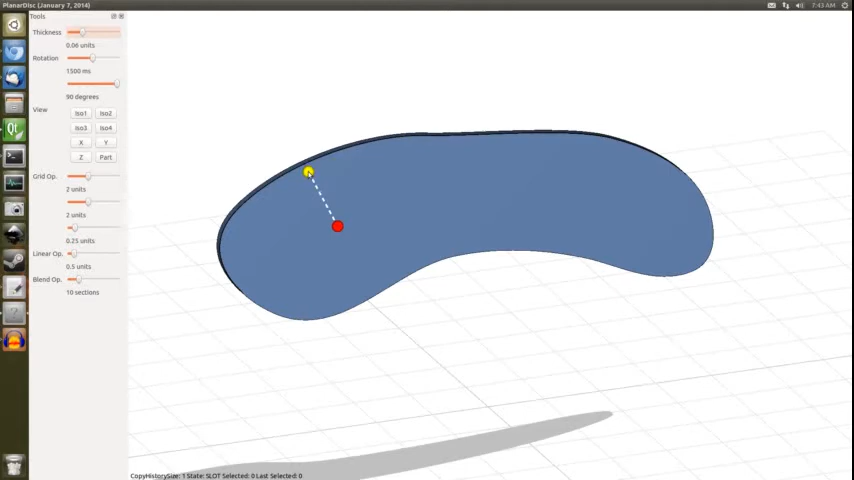 PlanarDisc (January 7, 2014)
7:43 AM
Tools
Thickness
0.06 units
Rotation
1500 ms
90 degrees
View
Iso1 Iso2
Iso3 Iso4
X Y
Z Part
Grid Op.
2 units
2 units
0.25 units
Linear Op.
0.5 units
Blend Op.
10 sections
Qt
CopyHistorySize: 1 State: SLOT Selected: 0 Last Selected: 0